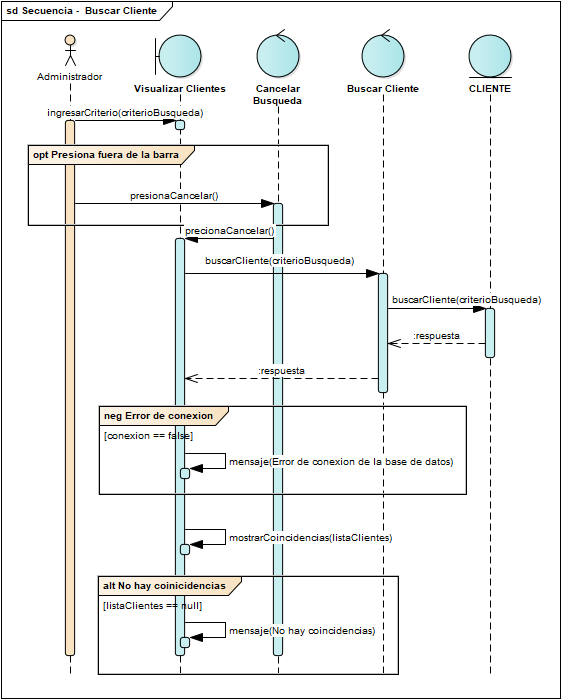 sd Secuencia -  Buscar Cliente
Administrador
Visualizar Clientes
Cancelar
Busqueda
Buscar Cliente
CLIENTE
ingresarCriterio(criterioBusqueda)
opt Presiona fuera de la barra
presionaCancelar()
precionaCancelar()
buscarCliente(criterioBusqueda)
buscarCliente(criterioBusqueda)
:respuesta
:respuesta
neg Error de conexion
[conexion == false]
mensaje(Error de conexion de la base de datos)
mostrarCoincidencias(listaClientes)
alt No hay coinicidencias
[listaClientes == null]
mensaje(No hay coincidencias)